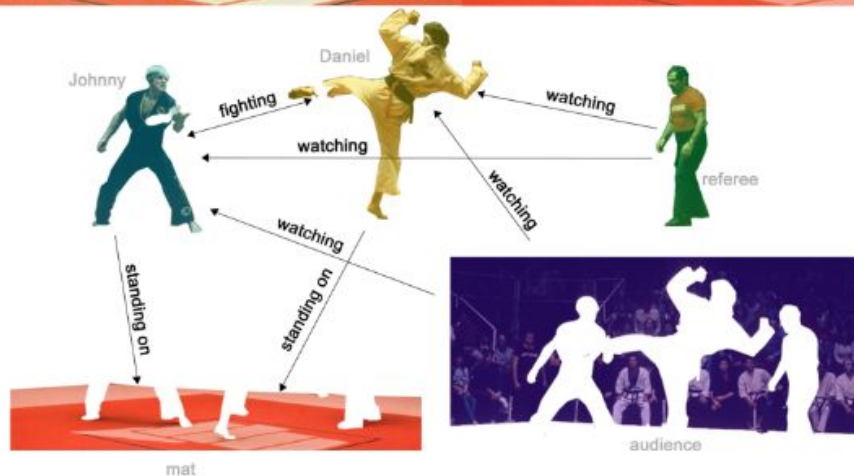 Daniel
Johnny
fighting
watching
watching
referee
watching
watching
standing on
standing on
audience
mat